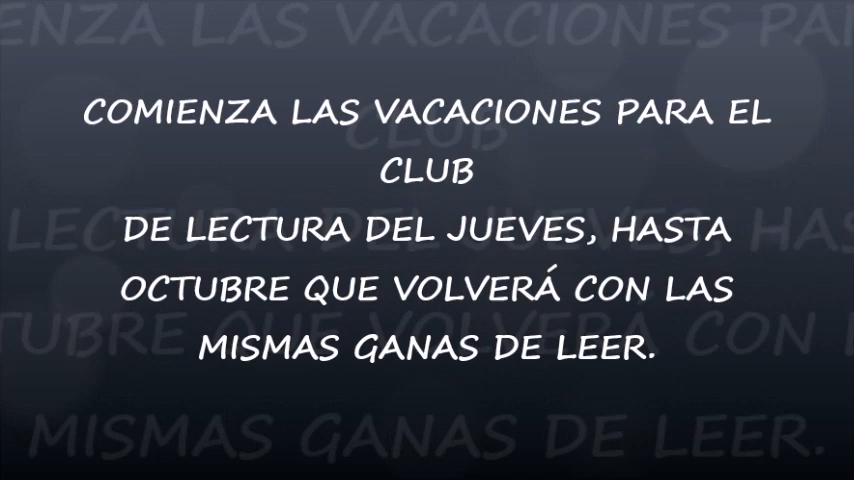 COMIENZA LAS VACACIONES PARA EL
CLUB
DE LECTURA DEL JUEVES, HASTA
OCTUBRE QUE VOLVERÁ CON LAS
MISMAS GANAS DE LEER.